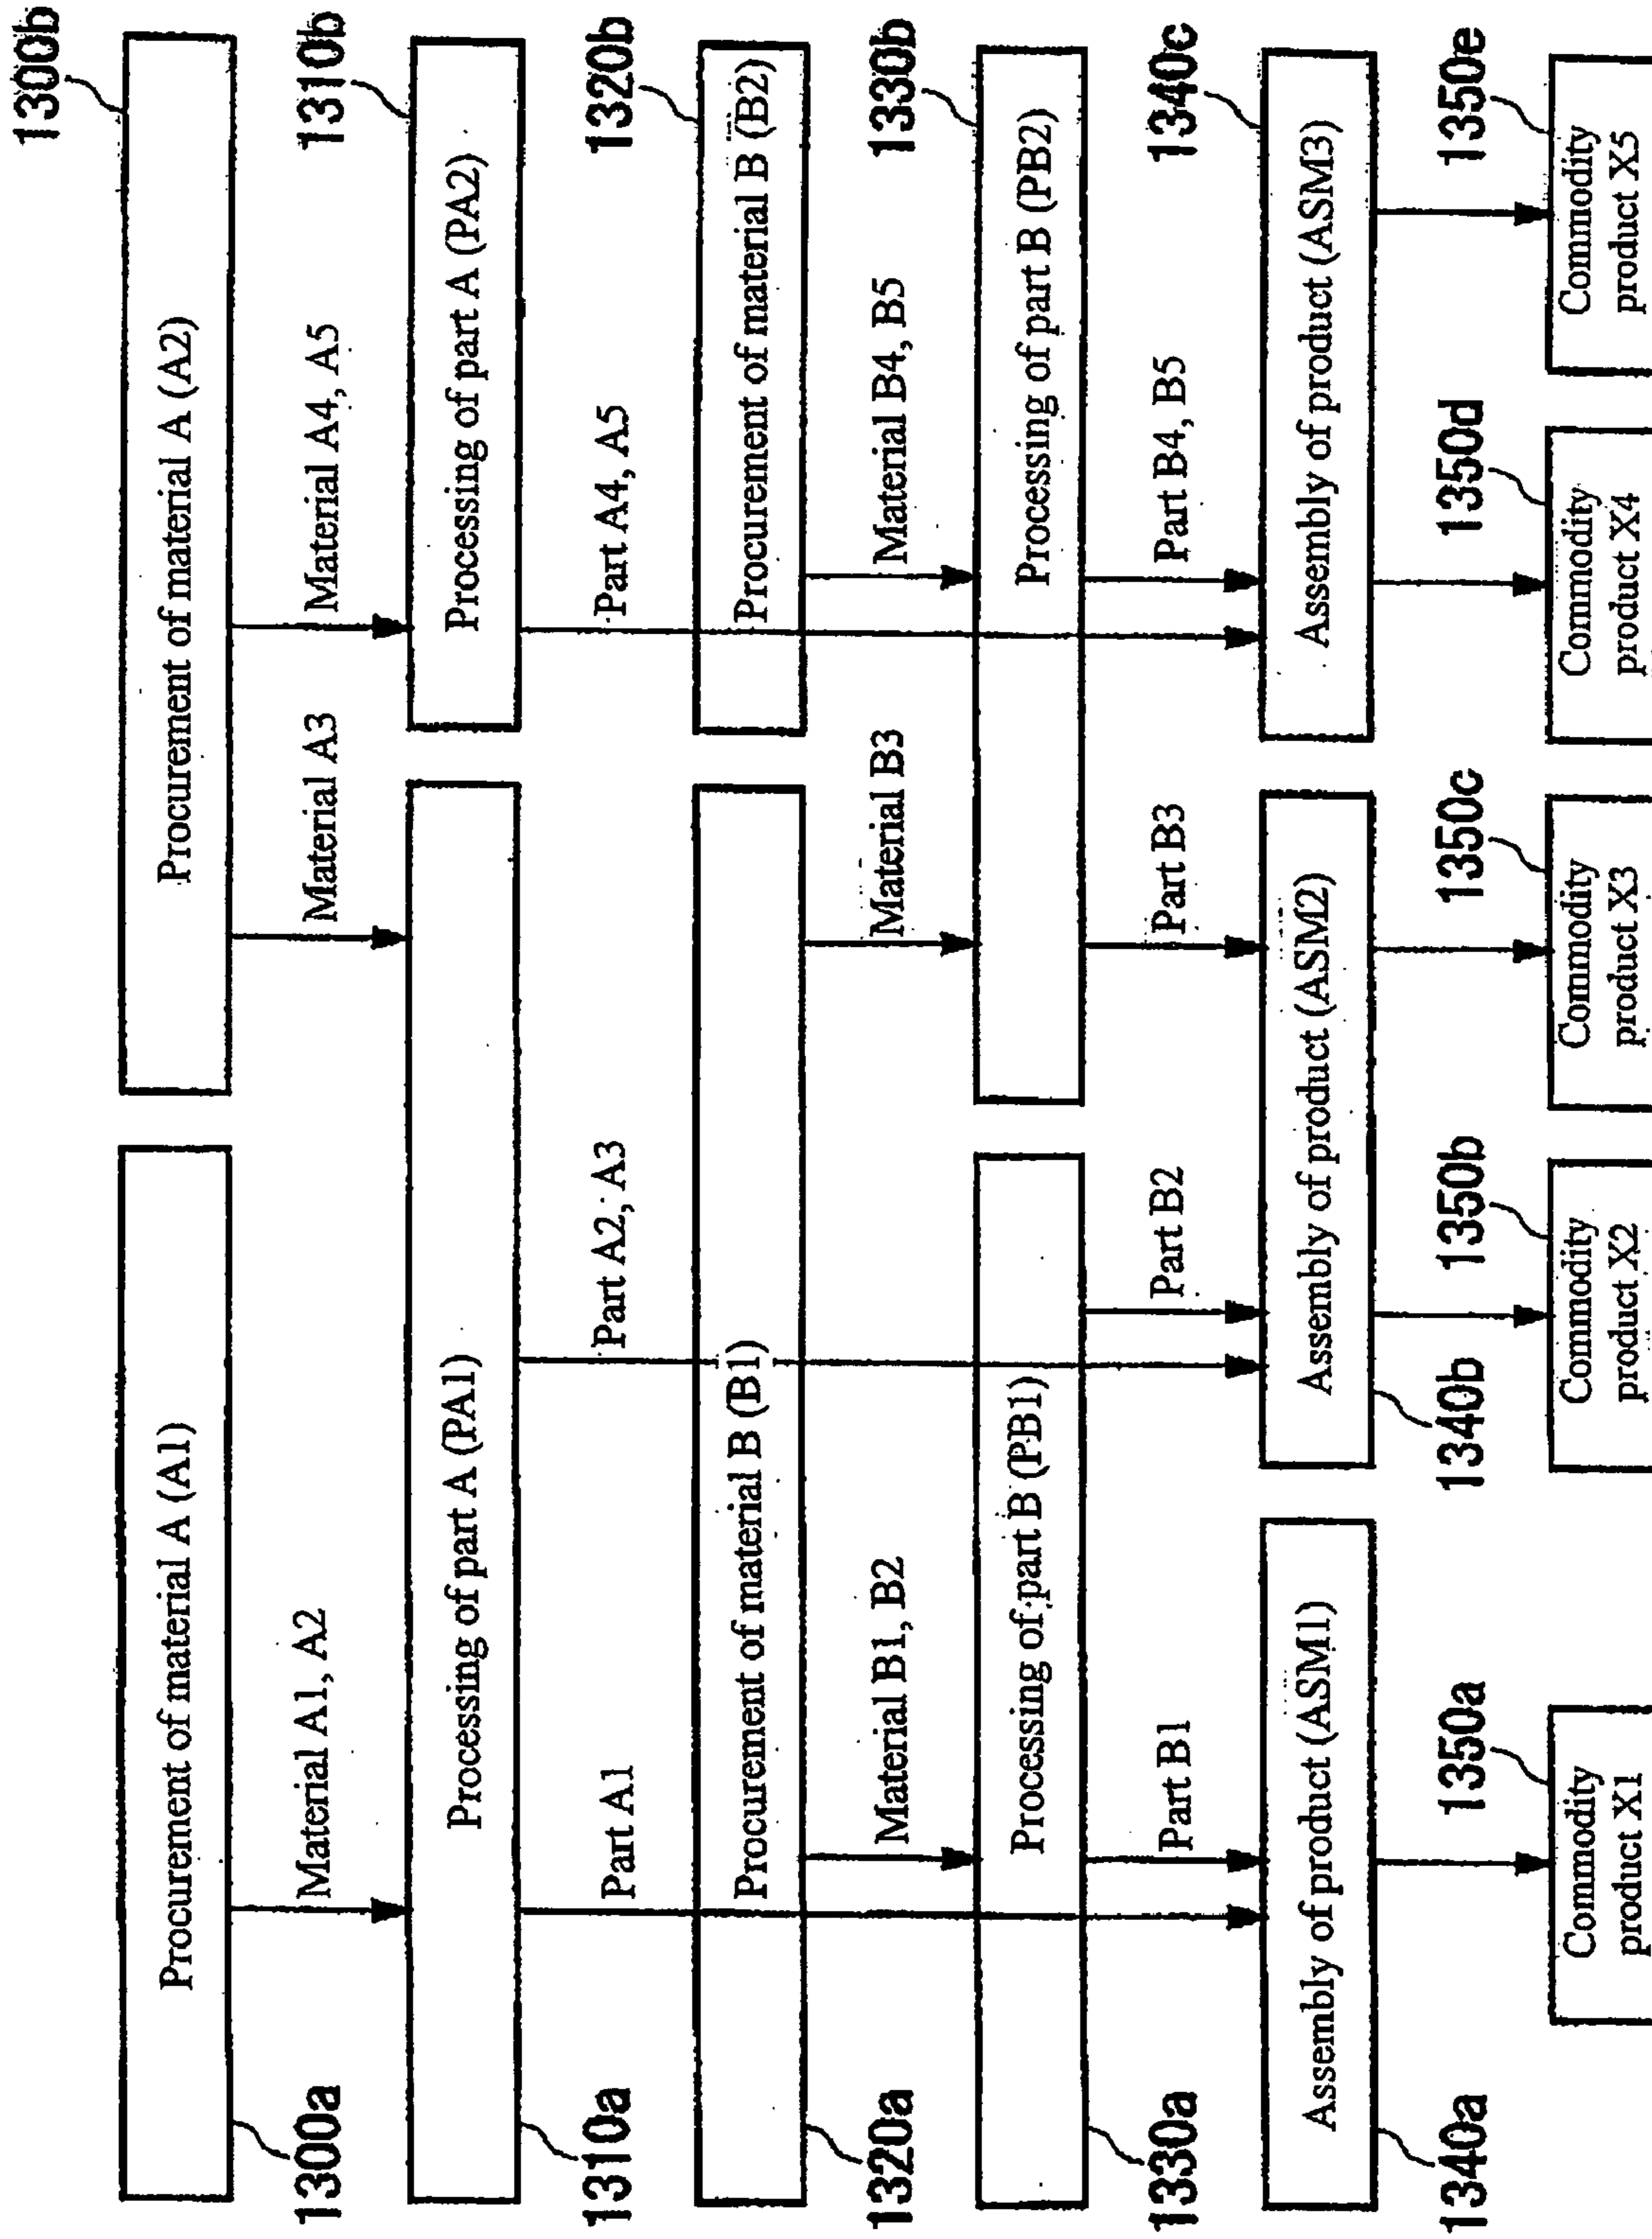 1300b
Procurement of material A (A1)
Procurement of material A (A2)
1300a
Material A1, A2
Material A3
Material A4, A5
1310b
Processing of part A (PA1)
Processing of part A (PA2)
1310a
Part A1
Part A2, A3
Part A4, A5
1320b
Procurement of material B (B1)
Procurement of material B (B2)
1320a
Material B1, B2
Material B3
Material B4, B5
1330b
Processing of part B (PB1)
Processing of part B (PB2)
1330a
Part B1
Part B2
Part B3
Part B4, B5
1340c
Assembly of product (ASM1)
Assembly of product (ASM2)
Assembly of product (ASM3)
1340a
1350a
1340b
1350b
1350c
1350d
1350e
Commodity
product X1
Commodity
product X2
Commodity
product X3
Commodity
product X4
Commodity
product X5